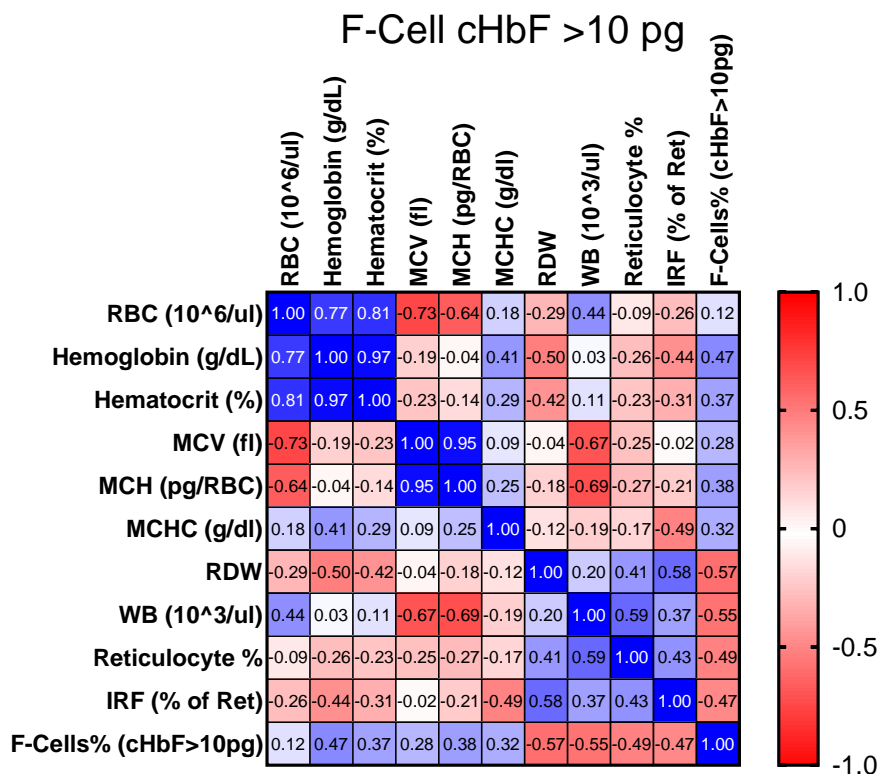 F-Cell cHbF >10 pg
RBC (10^6/ul)
Hemoglobin (g/dL)
Hematocrit (%)
MCV (fl)
MCH (pg/RBC)
MCHC (g/dl)
RDW
WB (10^3/ul)
Reticulocyte %
IRF (% of Ret)
F-Cells% (cHbF>10pg)
RBC (10^6/ul) 1.00 0.77 0.81 -0.73 -0.64 0.18 -0.29 0.44 -0.09 -0.26 0.12
Hemoglobin (g/dL) 0.77 1.00 0.97 -0.19 -0.04 0.41 -0.50 0.03 -0.26 -0.44 0.47
Hematocrit (%) 0.81 0.97 1.00 -0.23 -0.14 0.29 -0.42 0.11 -0.23 -0.31 0.37
MCV (fl) -0.73 -0.19 -0.23 1.00 0.95 0.09 -0.04 -0.67 -0.25 -0.02 0.28
MCH (pg/RBC) -0.64 -0.04 -0.14 0.95 1.00 0.25 -0.18 -0.69 -0.27 -0.21 0.38
MCHC (g/dl) 0.18 0.41 0.29 0.09 0.25 1.00 -0.12 -0.19 -0.17 -0.49 0.32
RDW -0.29 -0.50 -0.42 -0.04 -0.18 -0.12 1.00 0.20 0.41 0.58 -0.57
WB (10^3/ul) 0.44 0.03 0.11 -0.67 -0.69 -0.19 0.20 1.00 0.59 0.37 -0.55
Reticulocyte % -0.09 -0.26 -0.23 -0.25 -0.27 -0.17 0.41 0.59 1.00 0.43 -0.49
IRF (% of Ret) -0.26 -0.44 -0.31 -0.02 -0.21 -0.49 0.58 0.37 0.43 1.00 -0.47
F-Cells% (cHbF>10pg) 0.12 0.47 0.37 0.28 0.38 0.32 -0.57 -0.55 -0.49 -0.47 1.00
1.0
0.5
0
-0.5
-1.0